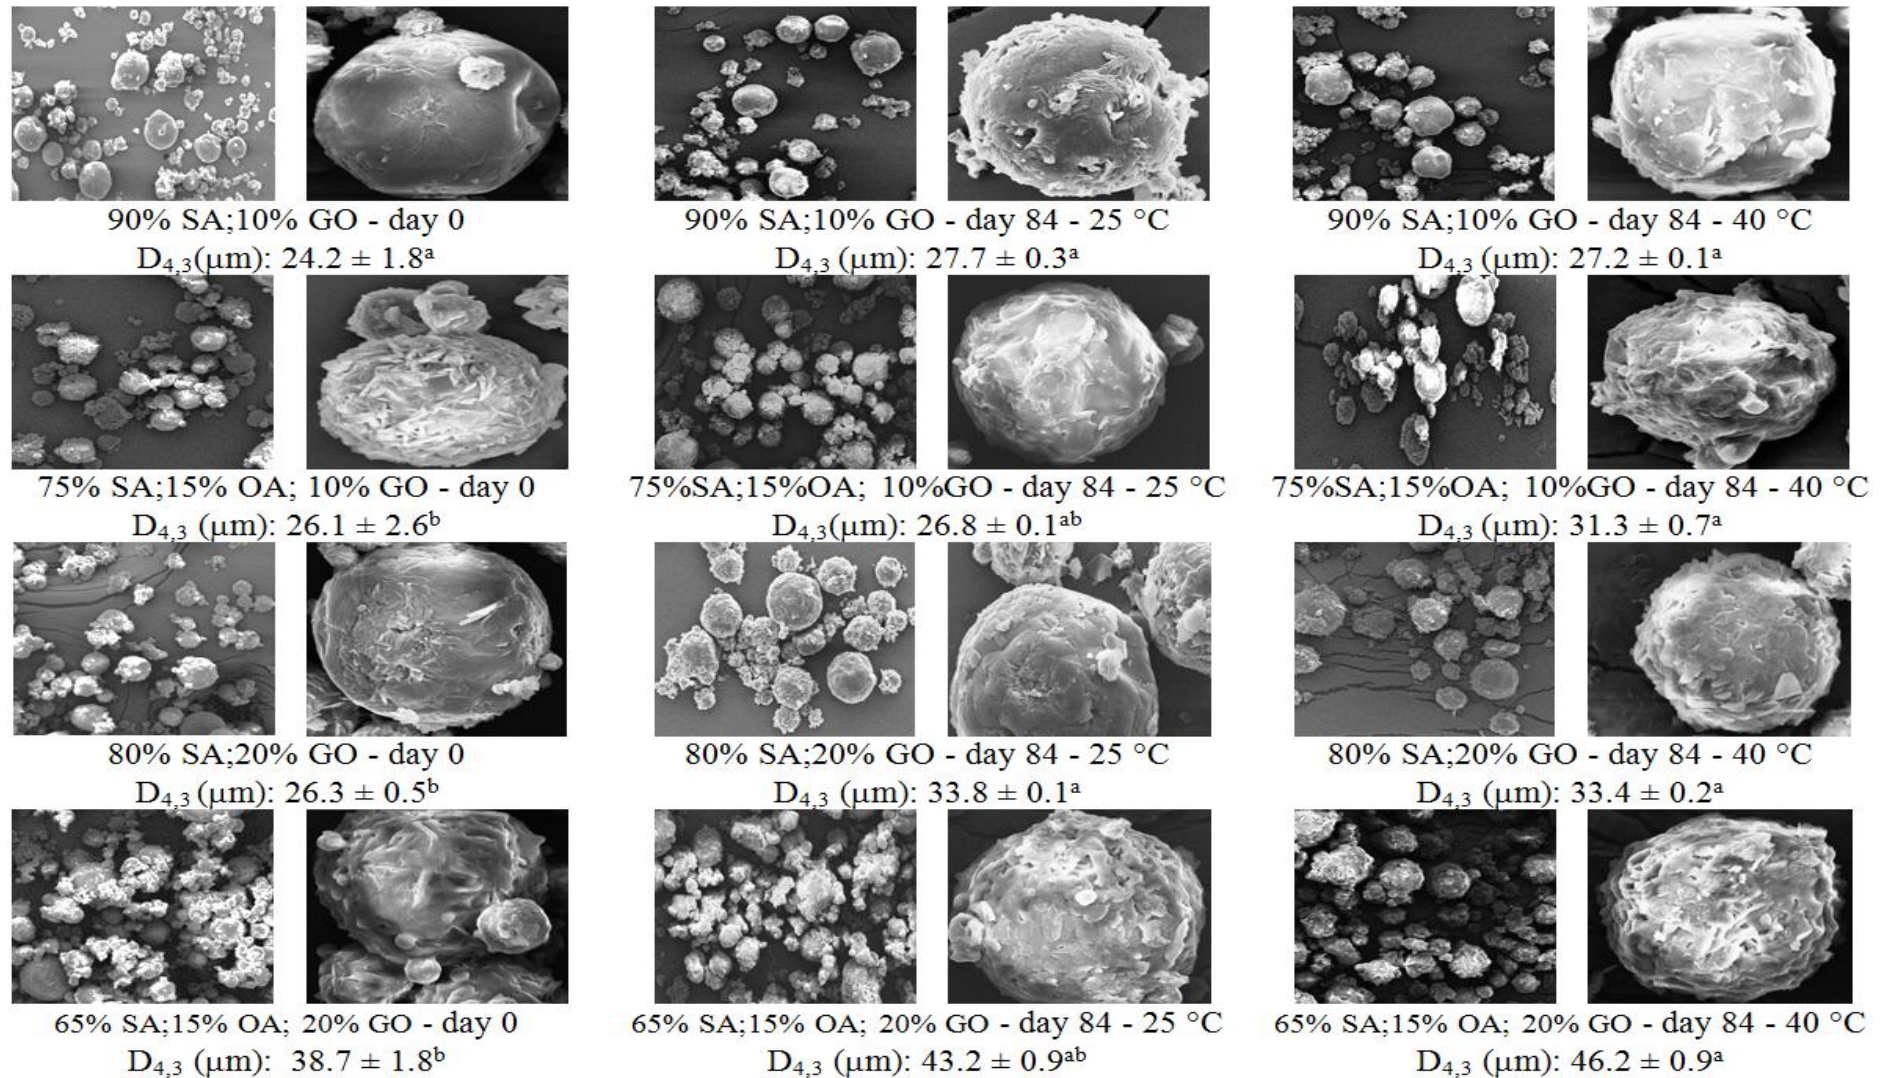 90% SA;10% GO - day 0
D4,3(μm): 24.2 ± 1.8ᵃ
90% SA;10% GO - day 84 - 25 °C
D4,3 (μm): 27.7 ± 0.3ᵃ
90% SA;10% GO - day 84 - 40 °C
D4,3 (μm): 27.2 ± 0.1ᵃ
75% SA;15% OA; 10% GO - day 0
D4,3 (μm): 26.1 ± 2.6ᵇ
75%SA;15%OA; 10%GO - day 84 - 25 °C
D4,3(μm): 26.8 ± 0.1ᵃᵇ
75%SA;15%OA; 10%GO - day 84 - 40 °C
D4,3 (μm): 31.3 ± 0.7ᵃ
80% SA;20% GO - day 0
D4,3 (μm): 26.3 ± 0.5ᵇ
80% SA;20% GO - day 84 - 25 °C
D4,3 (μm): 33.8 ± 0.1ᵃ
80% SA;20% GO - day 84 - 40 °C
D4,3 (μm): 33.4 ± 0.2ᵃ
65% SA;15% OA; 20% GO - day 0
D4,3 (μm): 38.7 ± 1.8ᵇ
65% SA;15% OA; 20% GO - day 84 - 25 °C
D4,3 (μm): 43.2 ± 0.9ᵃᵇ
65% SA;15% OA; 20% GO - day 84 - 40 °C
D4,3 (μm): 46.2 ± 0.9ᵃ